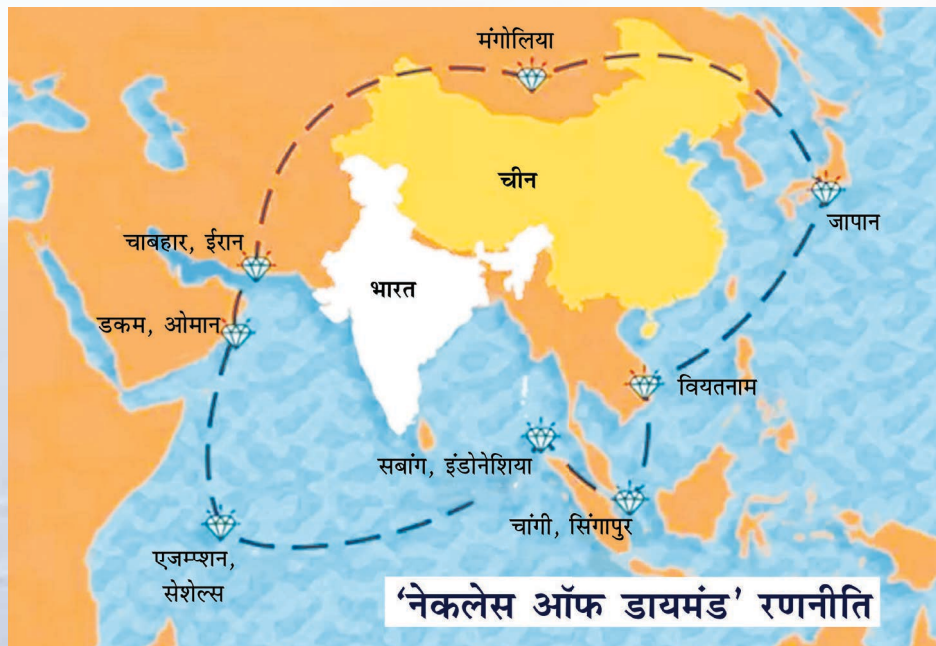 मंगोलिया
चीन
जापान
चाबहार, ईरान
भारत
डकम, ओमान
वियतनाम
सबांग, इंडोनेशिया
चांगी, सिंगापुर
एजम्प्शन,
सेशेल्स
‘नेकलेस ऑफ डायमंड’ रणनीति